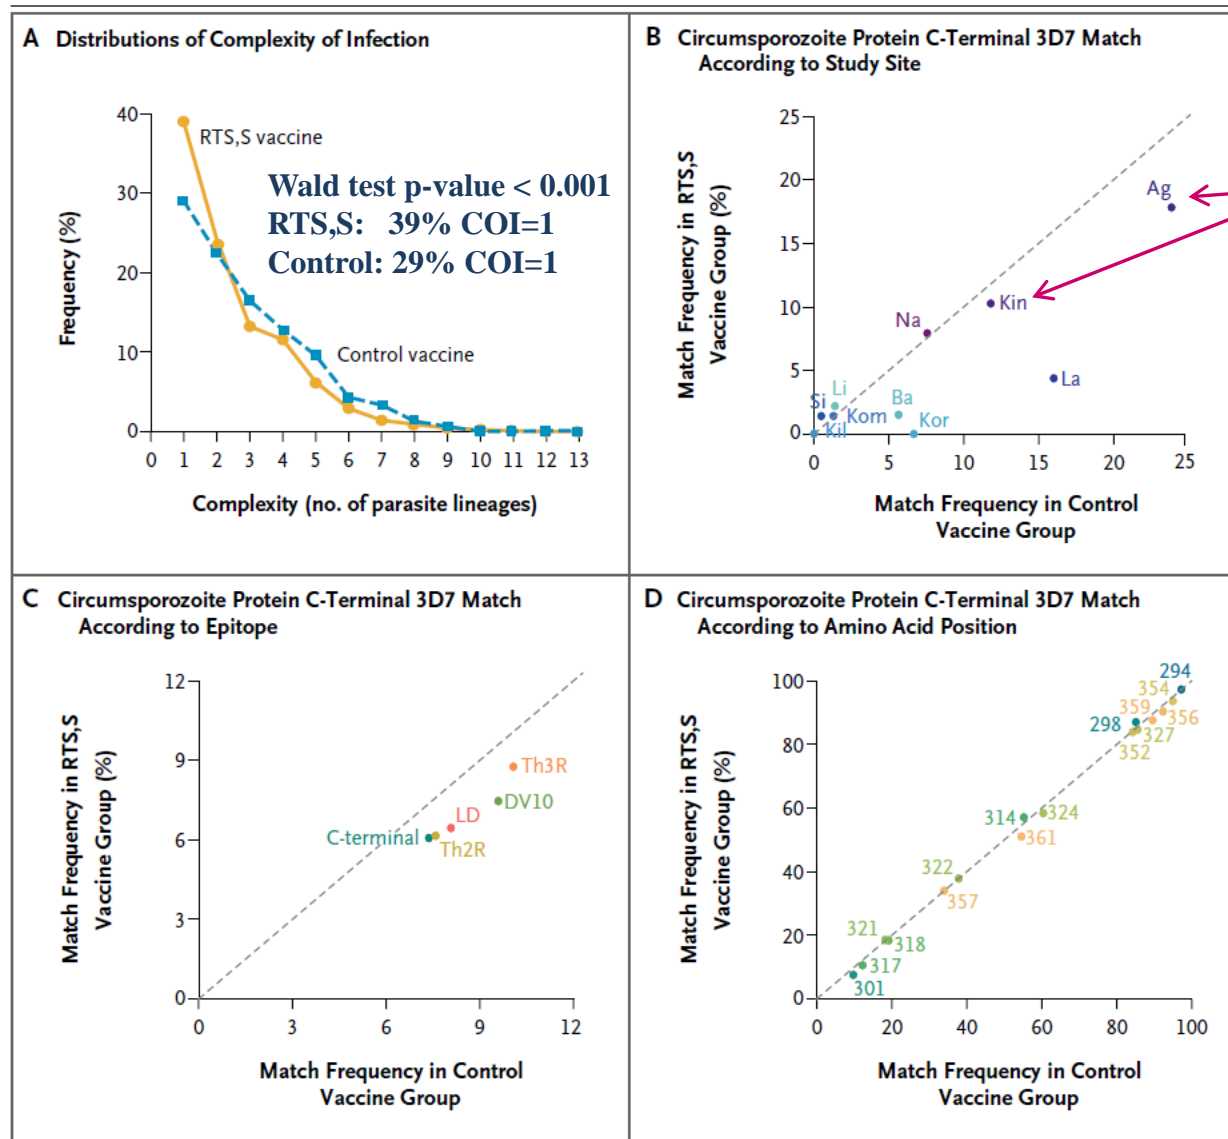 A Distributions of Complexity of Infection
40
30
20
10
0
Frequency (%)
RTS,S vaccine
Wald test p-value < 0.001
RTS,S: 39% COI=1
Control: 29% COI=1
Control vaccine
0 1 2 3 4 5 6 7 8 9 10 11 12 13
Complexity (no. of parasite lineages)
B Circumsporozoite Protein C-Terminal 3D7 Match
According to Study Site
25
20
15
10
5
0
Match Frequency in RTS,S
Vaccine Group (%)
Ag
Kin
Na
La
Li
Si
Ba
Kom
Kor
Kil
0 5 10 15 20 25
Match Frequency in Control
Vaccine Group
C Circumsporozoite Protein C-Terminal 3D7 Match
According to Epitope
12
9
6
3
0
Match Frequency in RTS,S
Vaccine Group (%)
Th3R
DV10
LD
C-terminal
Th2R
0 3 6 9 12
Match Frequency in Control
Vaccine Group
D Circumsporozoite Protein C-Terminal 3D7 Match
According to Amino Acid Position
100
80
60
40
20
0
Match Frequency in RTS,S
Vaccine Group (%)
294
354
359
356
298
327
352
314
324
361
322
357
321
318
317
301
0 20 40 60 80 100
Match Frequency in Control
Vaccine Group